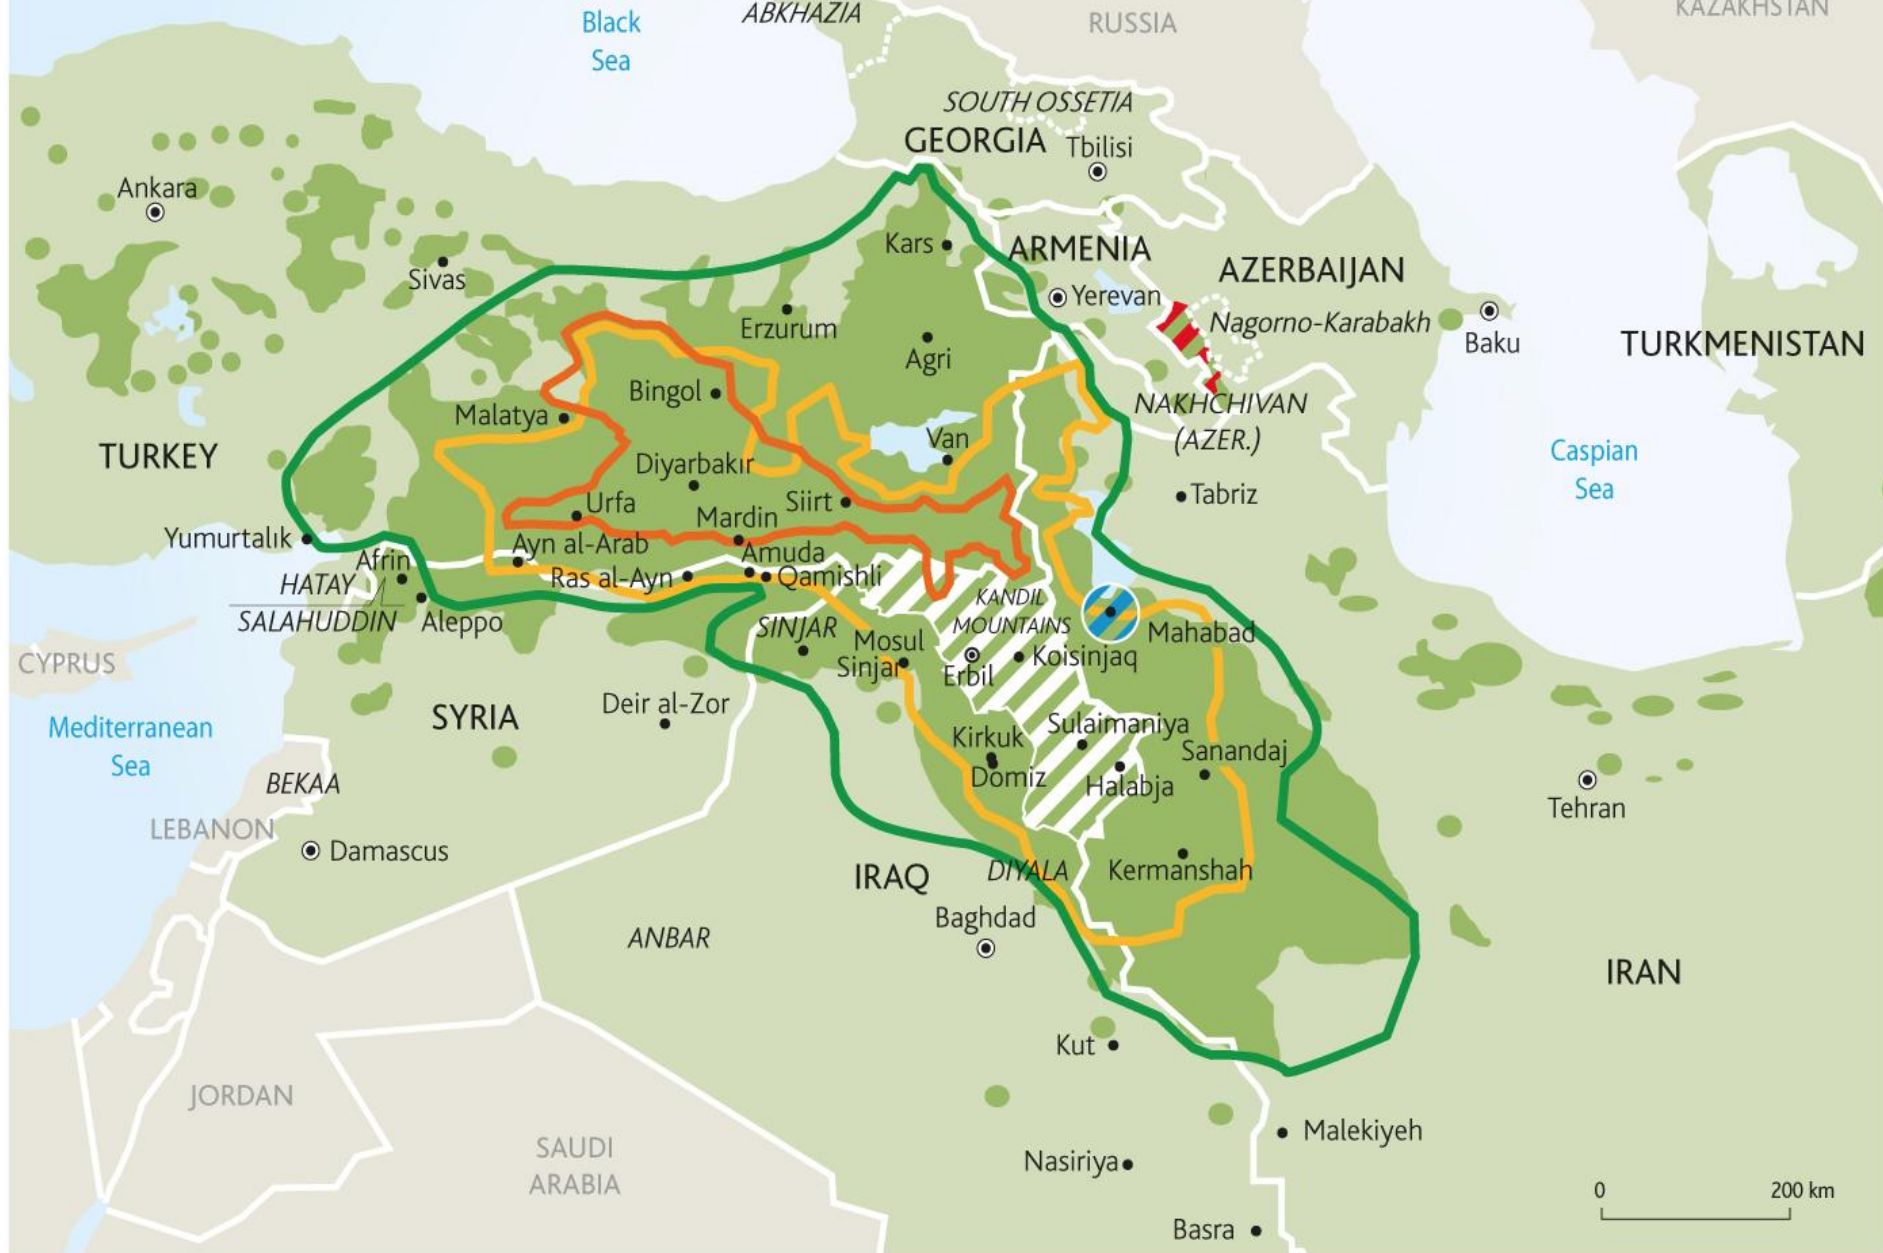 ABKHAZIA
RUSSIA
KAZAKHSTAN
Black
Sea
SOUTH OSSETIA
GEORGIA
Tbilisi
Ankara
Sivas
Kars
ARMENIA
AZERBAIJAN
Yerevan
Erzurum
Nagorno-Karabakh
Baku
TURKMENISTAN
Agri
Bingol
Malatya
NAKHCHIVAN
(AZER.)
TURKEY
Van
Caspian
Sea
Diyarbakır
Urfa
Siirt
Tabriz
Mardin
Yumurtalık
Afrin
Ayn al-Arab
Amuda
Ras al-Ayn
Qamishli
HATAY
SALAHUDDIN
Aleppo
KANDIL
MOUNTAINS
SINJAR
Mosul
Sinjar
Mahabad
Erbil
Koisinjaq
CYPRUS
Mediterranean
Sea
SYRIA
Deir al-Zor
Kirkuk
Domiz
Sulaimaniya
Sanandaj
Halabja
BEKAA
LEBANON
Damascus
Tehran
IRAQ
DIYALA
Kermanshah
Baghdad
ANBAR
IRAN
Kut
JORDAN
SAUDI
ARABIA
Malekiyeh
Nasiriya
Basra
0
200 km